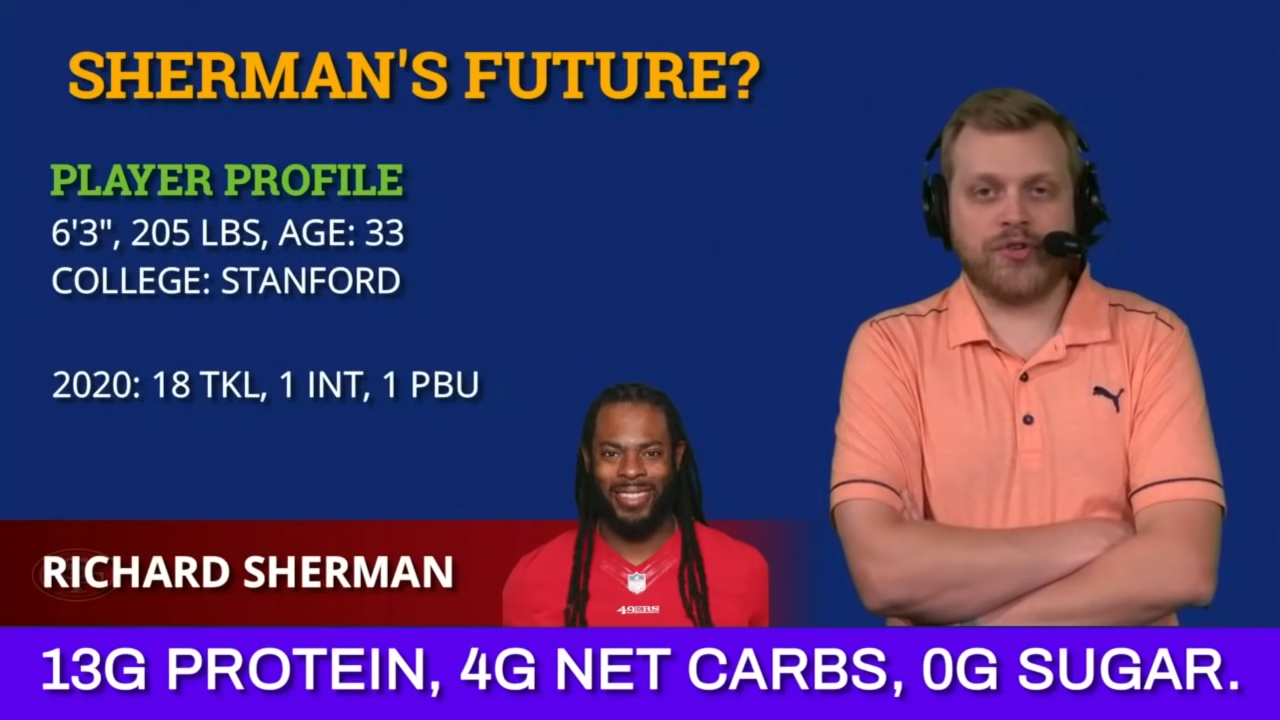 SHERMAN'S FUTURE?
PLAYER PROFILE
6'3", 205 LBS, AGE: 33
COLLEGE: STANFORD
2020: 18 TKL, 1 INT, 1 PBU
RICHARD SHERMAN
49ERS
13G PROTEIN, 4G NET CARBS, 0G SUGAR.